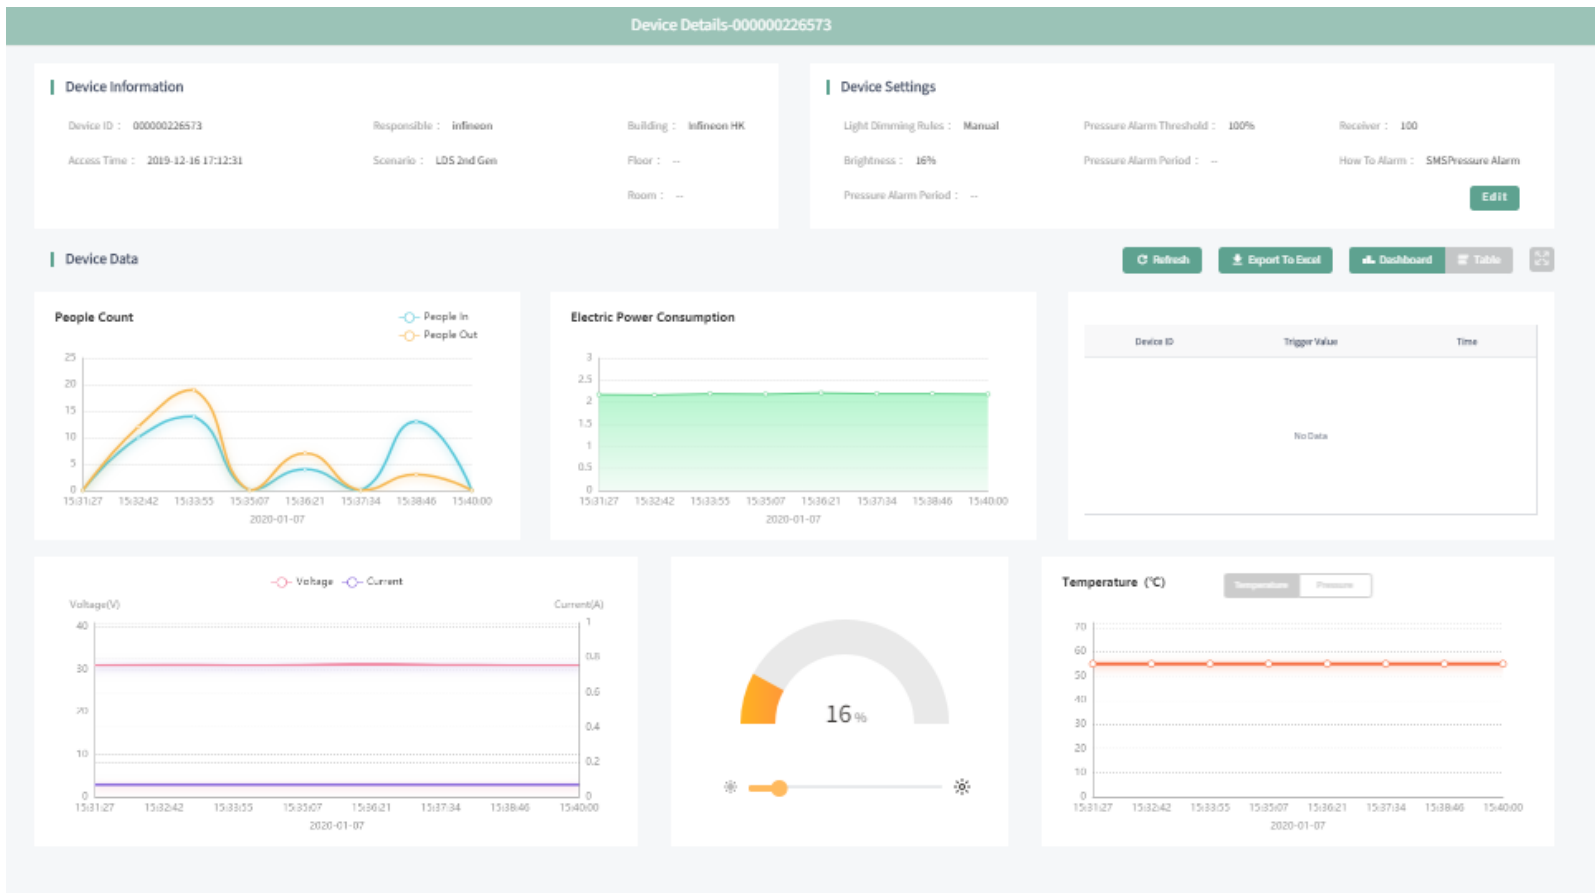 Device Details-000000226573
Device Information
Device ID : 000000226573
Responsible : infineon
Building : Infineon HK
Access Time : 2019-12-16 17:12:31
Scenario : LDS 2nd Gen
Floor : --
Room : --
Device Settings
Light Dimming Rules : Manual
Pressure Alarm Threshold : 100%
Receiver : 100
Brightness : 16%
Pressure Alarm Period : --
How To Alarm : SMSPressure Alarm
Pressure Alarm Period : --
Edit
Device Data
Refresh
Export To Excel
Dashboard
Table
People Count
People In
People Out
25
20
15
10
5
0
15:31:27 15:32:42 15:33:55 15:35:07 15:36:21 15:37:34 15:38:46 15:40:00
2020-01-07
Electric Power Consumption
3
2.5
2
1.5
1
0.5
0
15:31:27 15:32:42 15:33:55 15:35:07 15:36:21 15:37:34 15:38:46 15:40:00
2020-01-07
Device ID Trigger Value Time
No Data
Voltage Current
Voltage(V) Current(A)
40
30
20
10
0
1
0.8
0.6
0.4
0.2
0
15:31:27 15:32:42 15:33:55 15:35:07 15:36:21 15:37:34 15:38:46 15:40:00
2020-01-07
16 %
Temperature (℃)
Temperature Pressure
70
60
50
40
30
20
10
0
15:31:27 15:32:42 15:33:55 15:35:07 15:36:21 15:37:34 15:38:46 15:40:00
2020-01-07